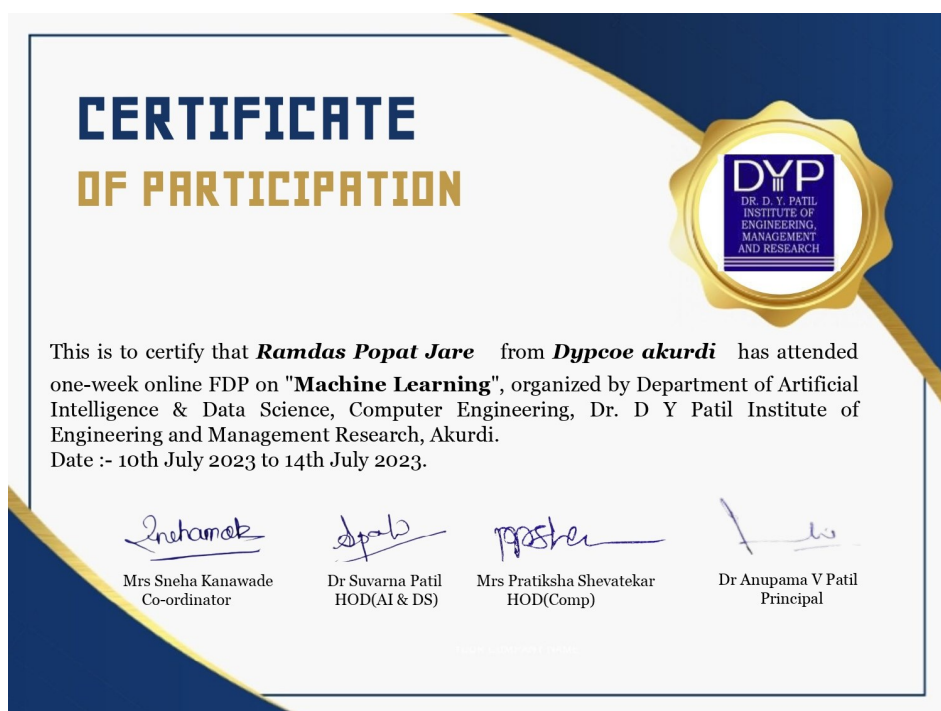 CERTIFICATE
OF PARTICIPATION
DYP
DR. D. Y. PATIL
INSTITUTE OF
ENGINEERING,
MANAGEMENT
AND RESEARCH
This is to certify that Ramdas Popat Jare from Dypcoe akurdi has attended
one-week online FDP on "Machine Learning", organized by Department of Artificial
Intelligence & Data Science, Computer Engineering, Dr. D Y Patil Institute of
Engineering and Management Research, Akurdi.
Date :- 10th July 2023 to 14th July 2023.
Mrs Sneha Kanawade
Co-ordinator
Dr Suvarna Patil
HOD(AI & DS)
Mrs Pratiksha Shevatekar
HOD(Comp)
Dr Anupama V Patil
Principal